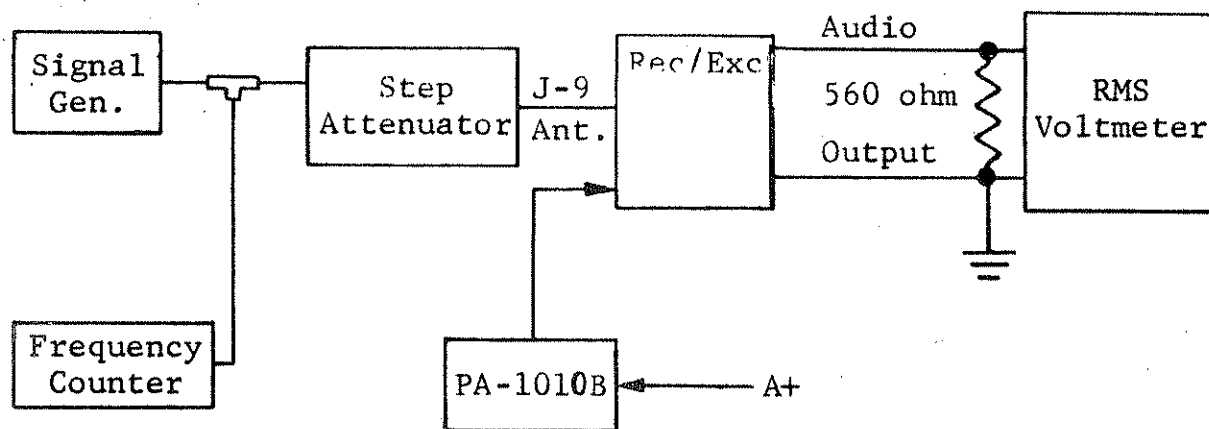 Signal
Gen.
Step
Attenuator
J-9
Ant.
Rec/Exc
Audio
560 ohm
Output
RMS
Voltmeter
Frequency
Counter
PA-1010B
A+